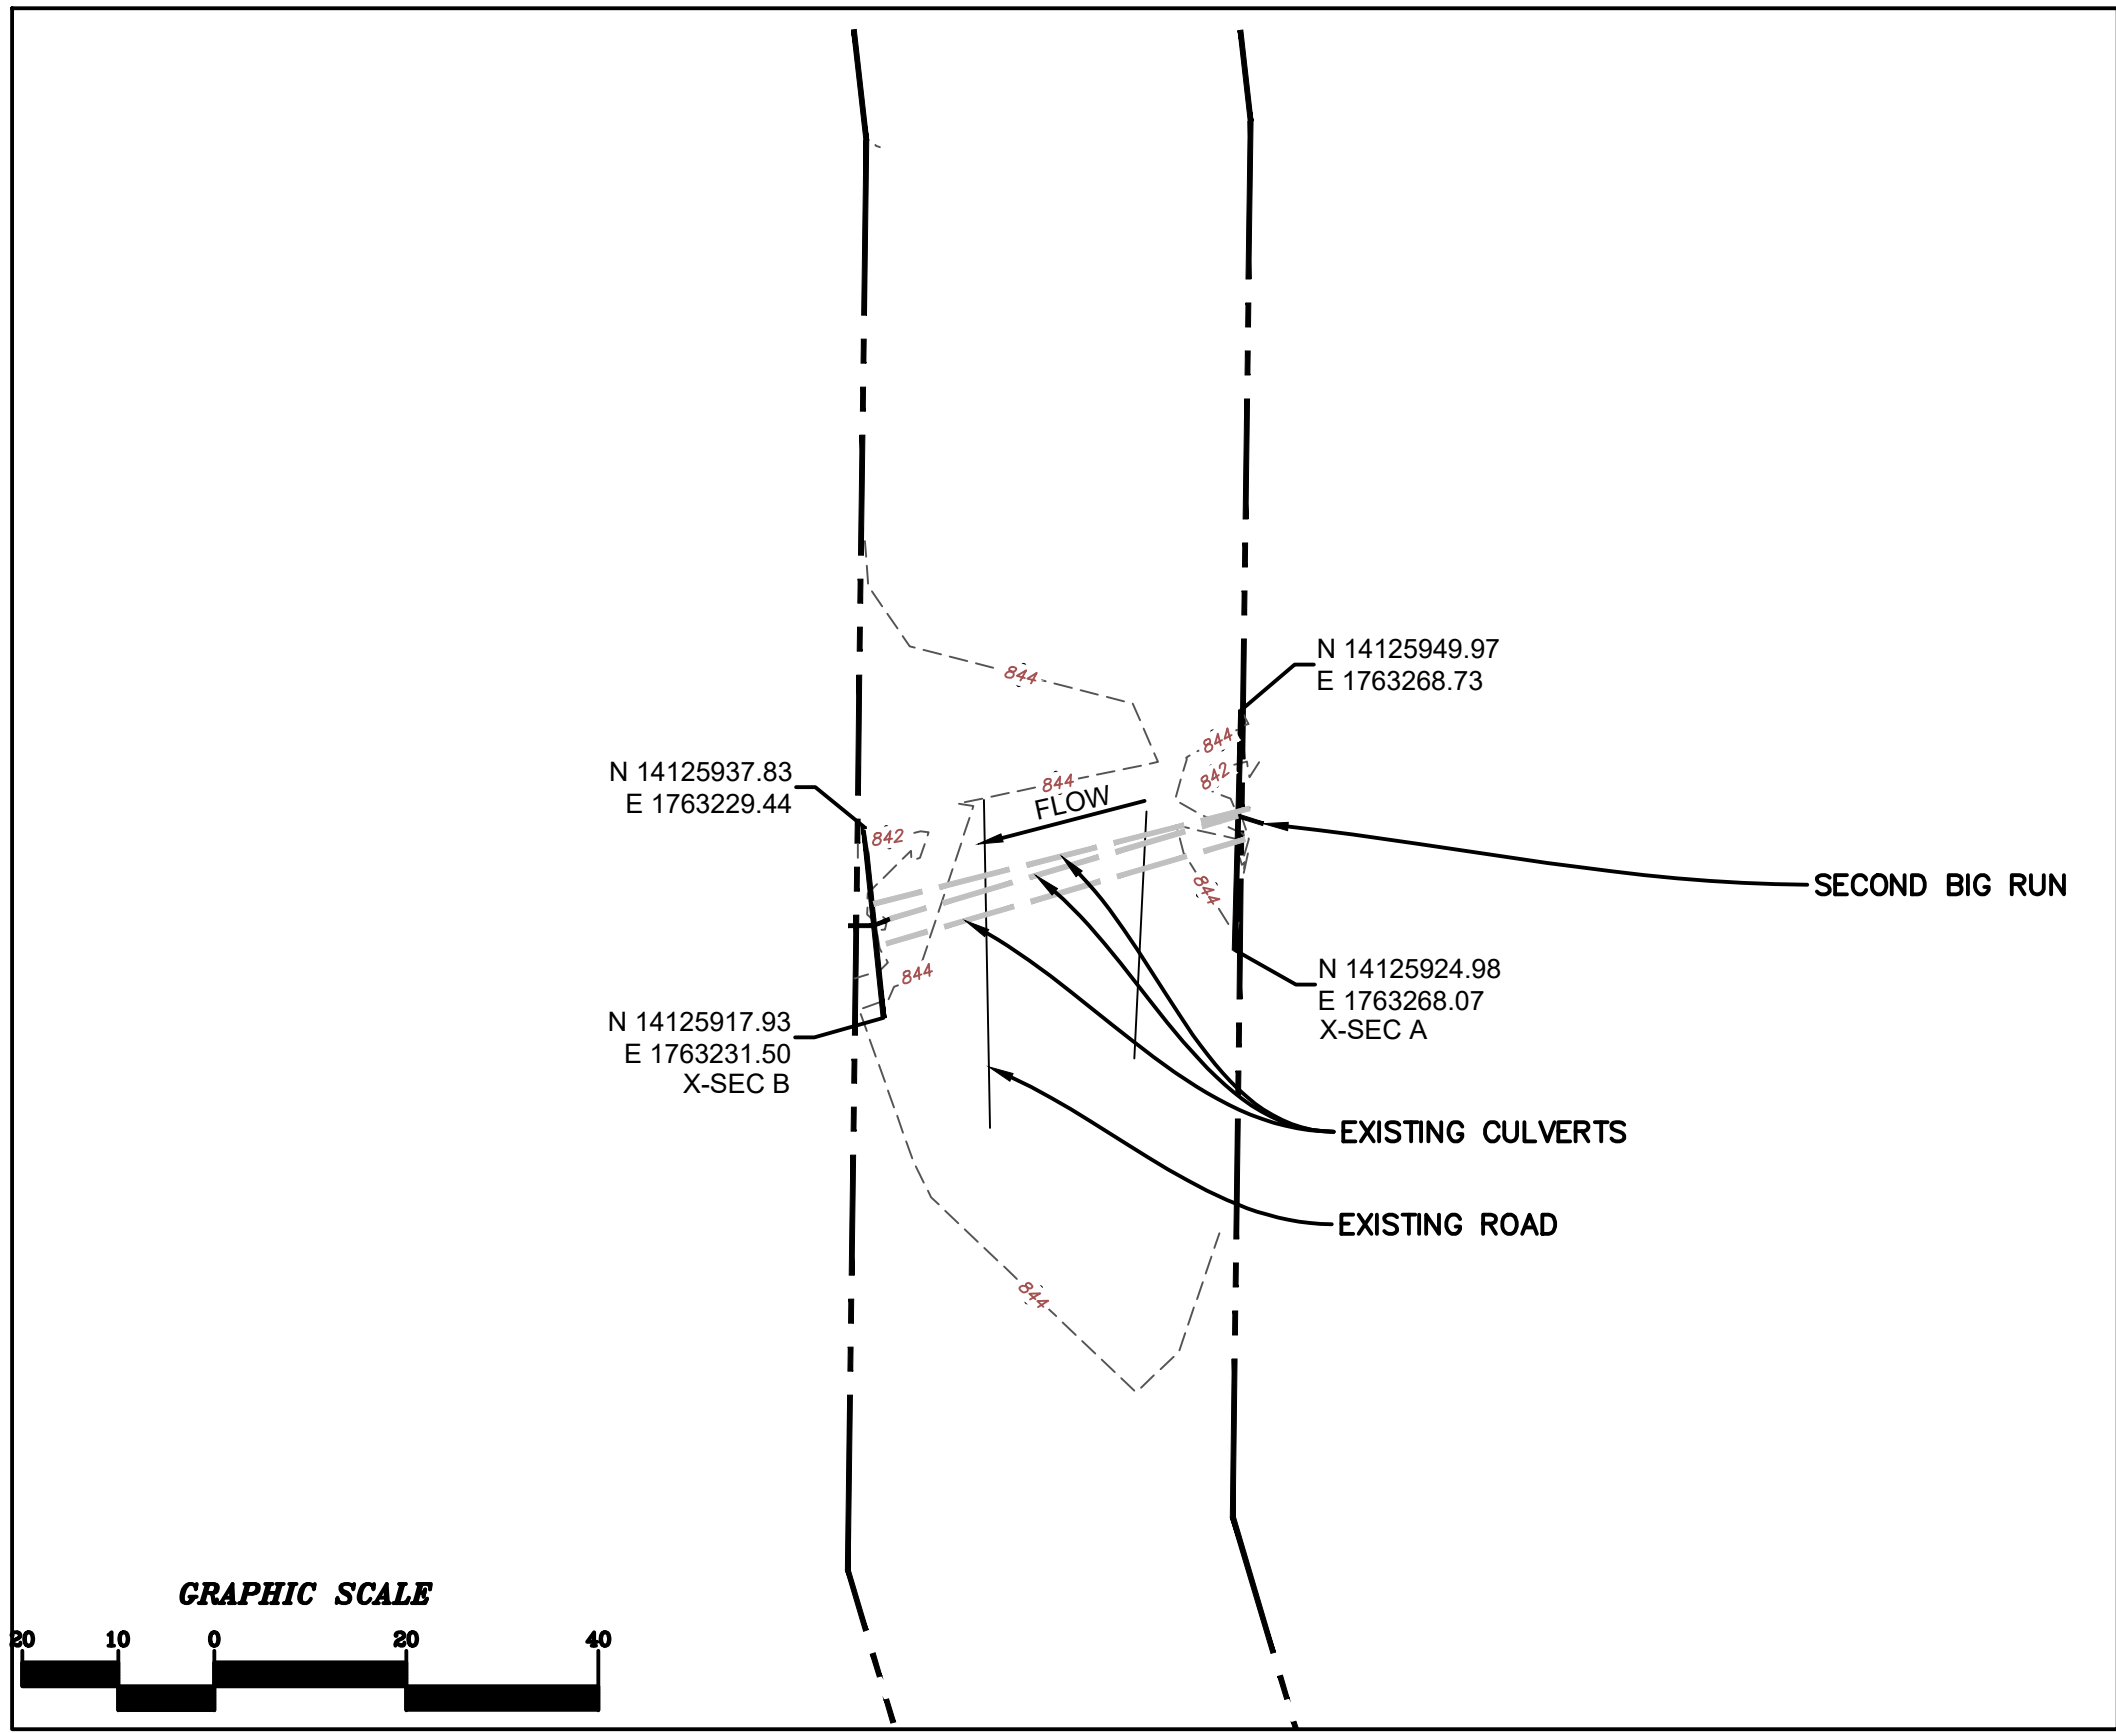 N 14125949.97
E 1763268.73
844
844
842
N 14125937.83
E 1763229.44
844
FLOW
842
SECOND BIG RUN
844
844
N 14125924.98
E 1763268.07
X-SEC A
N 14125917.93
E 1763231.50
X-SEC B
EXISTING CULVERTS
EXISTING ROAD
844
GRAPHIC SCALE
20 10 0 20 40